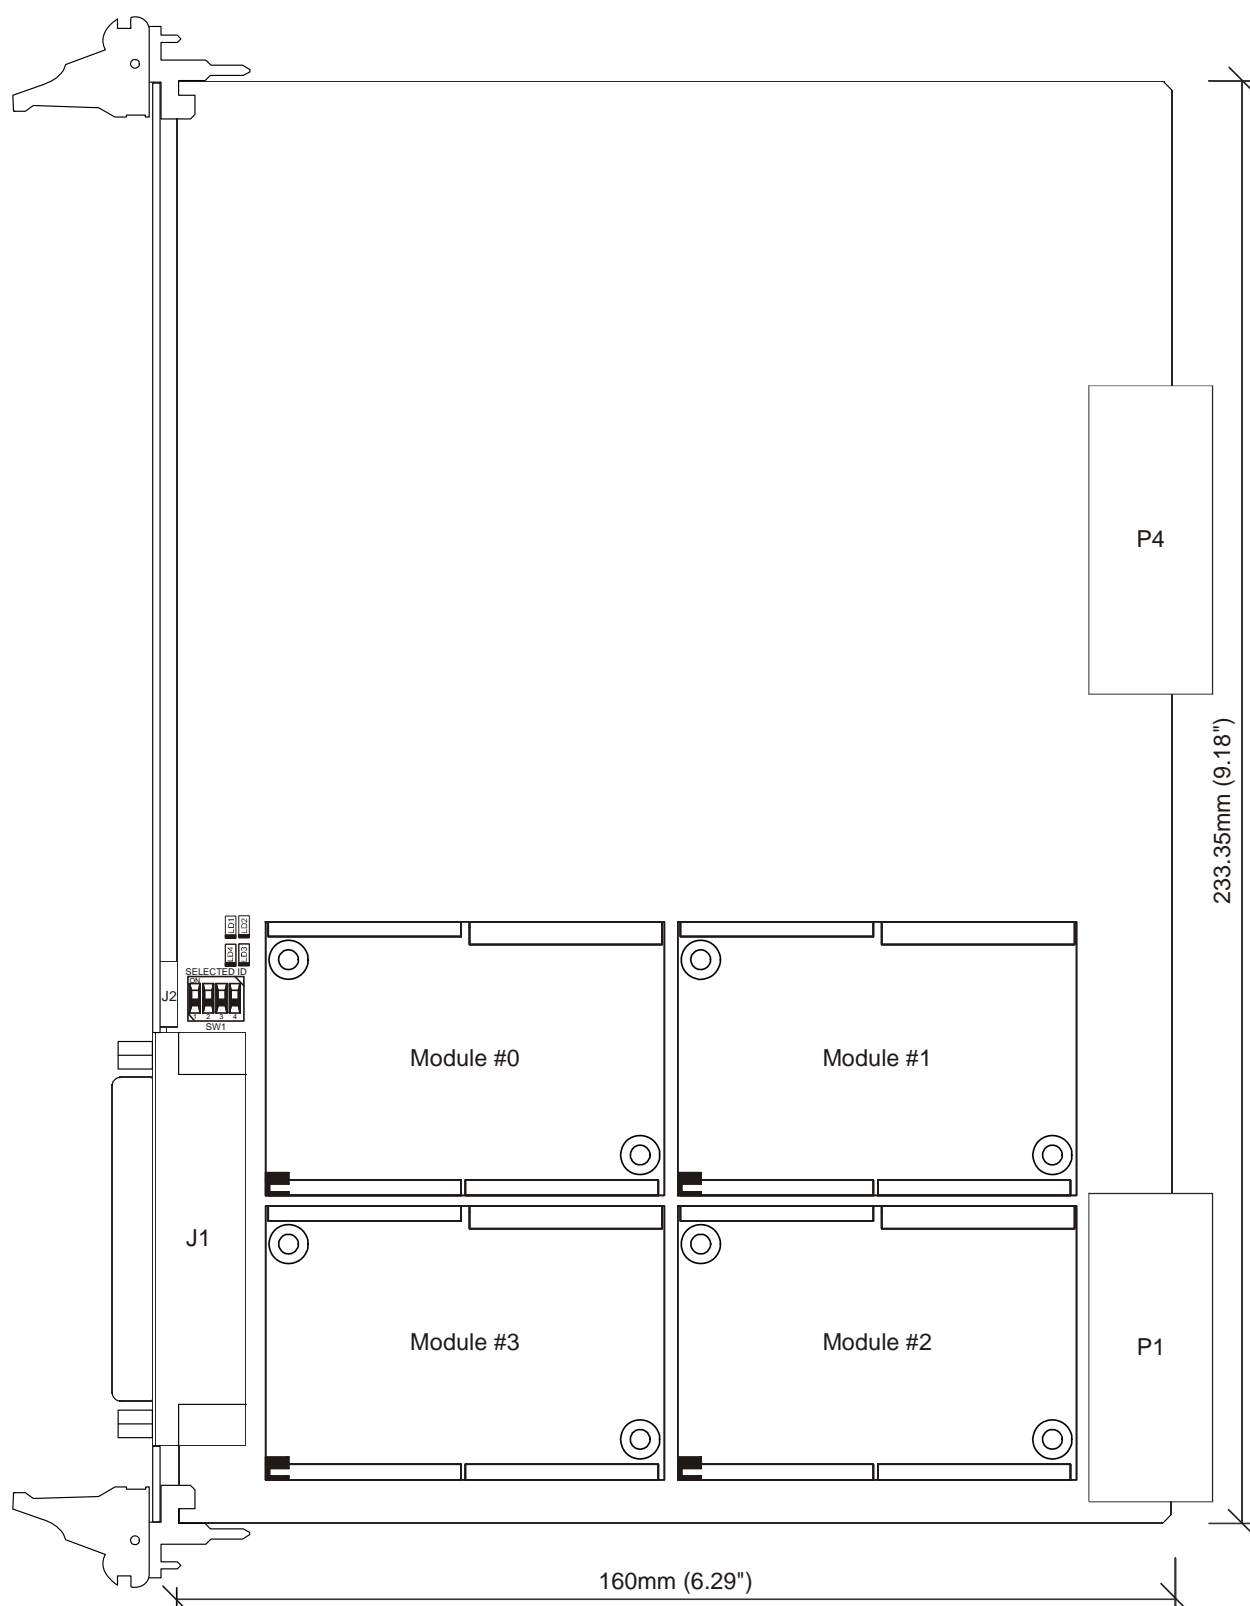 P4
233.35mm (9.18")
LD1 LD2
LD4 LD3
SELECTED ID
ON
J2
1 2 3 4
SW1
Module #0
Module #1
J1
Module #3
Module #2
P1
160mm (6.29")